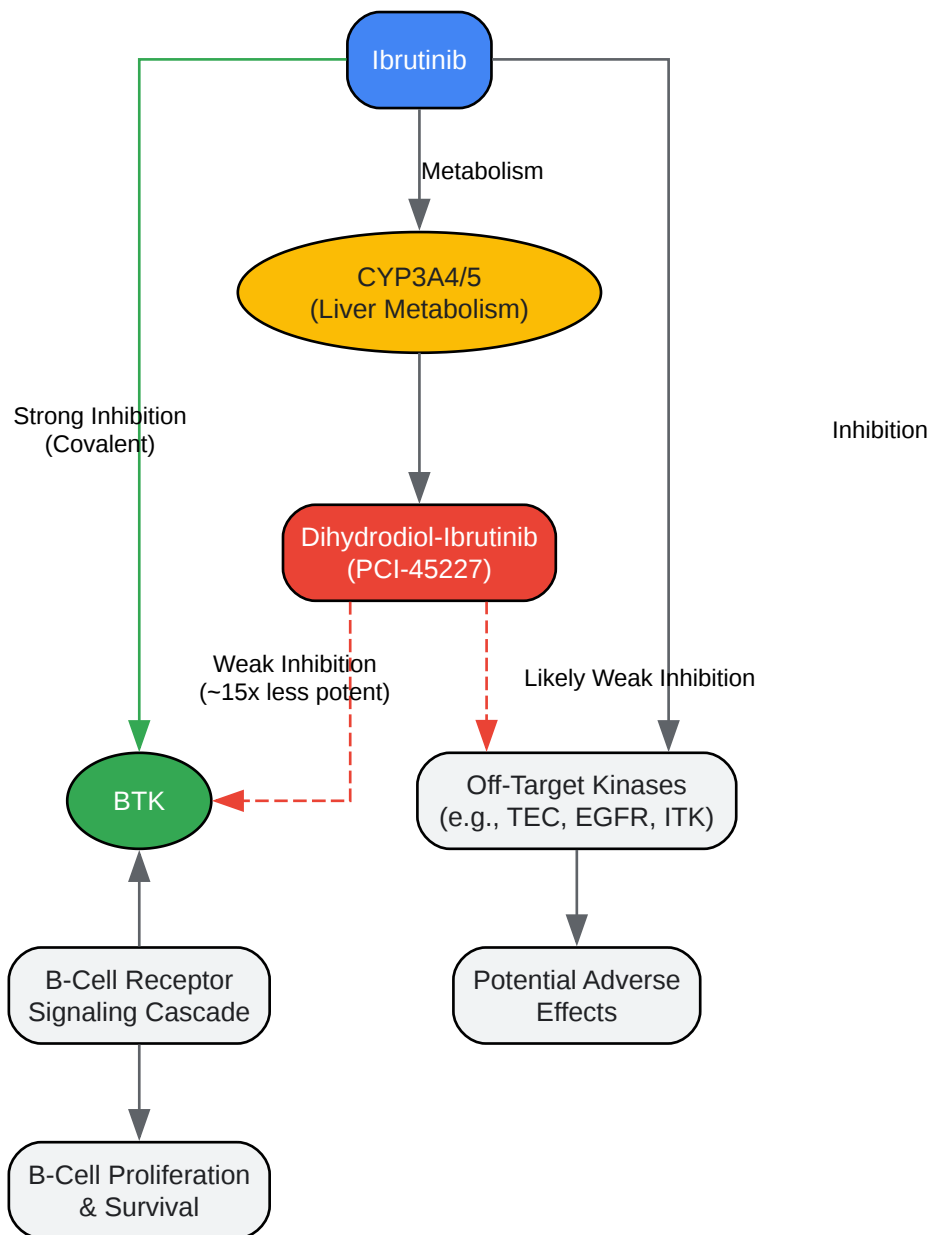 Ibrutinib
Metabolism
CYP3A4/5
(Liver Metabolism)
Strong Inhibition
(Covalent)
Inhibition
Dihydrodiol-Ibrutinib
(PCI-45227)
Weak Inhibition
(~15x less potent)
Likely Weak Inhibition
BTK
Off-Target Kinases
(e.g., TEC, EGFR, ITK)
B-Cell Receptor
Signaling Cascade
Potential Adverse
Effects
B-Cell Proliferation
& Survival